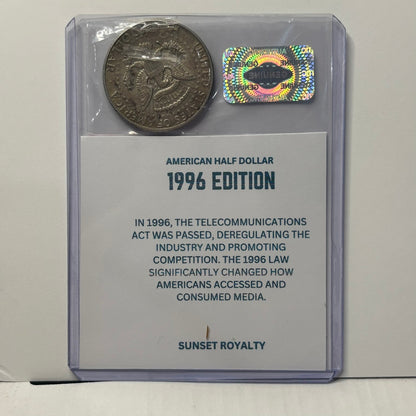 GENUINE
AMERICAN HALF DOLLAR
1996 EDITION
IN 1996, THE TELECOMMUNICATIONS
ACT WAS PASSED, DEREGULATING THE
INDUSTRY AND PROMOTING
COMPETITION. THE 1996 LAW
SIGNIFICANTLY CHANGED HOW
AMERICANS ACCESSED AND
CONSUMED MEDIA.
SUNSET ROYALTY